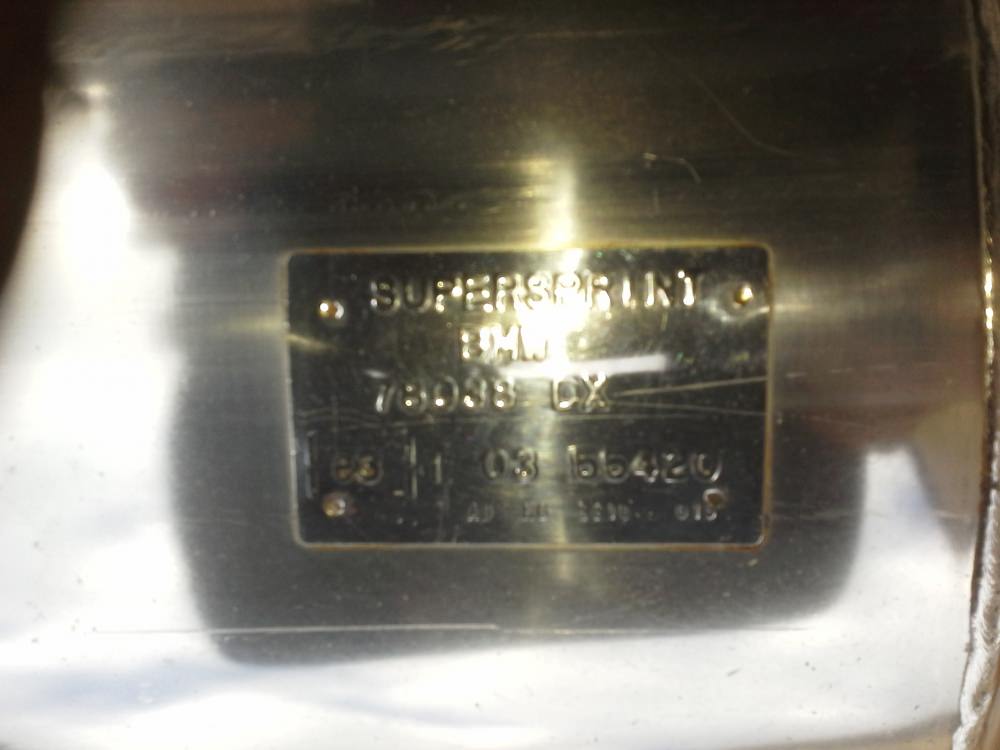 SUPERSPRINT
BMW
78038 DX
e3 1 03 55420